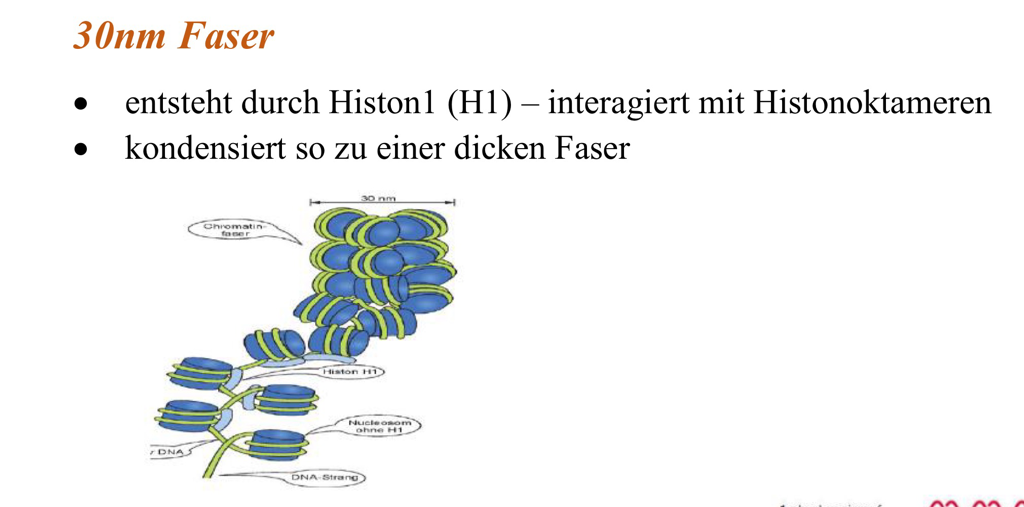 30nm Faser
• entsteht durch Histon1 (H1) – interagiert mit Histonoktameren
• kondensiert so zu einer dicken Faser
30 nm
Chromatin-
faser
Histon H1
Nucleosom
ohne H1
DNA
DNA-Strang